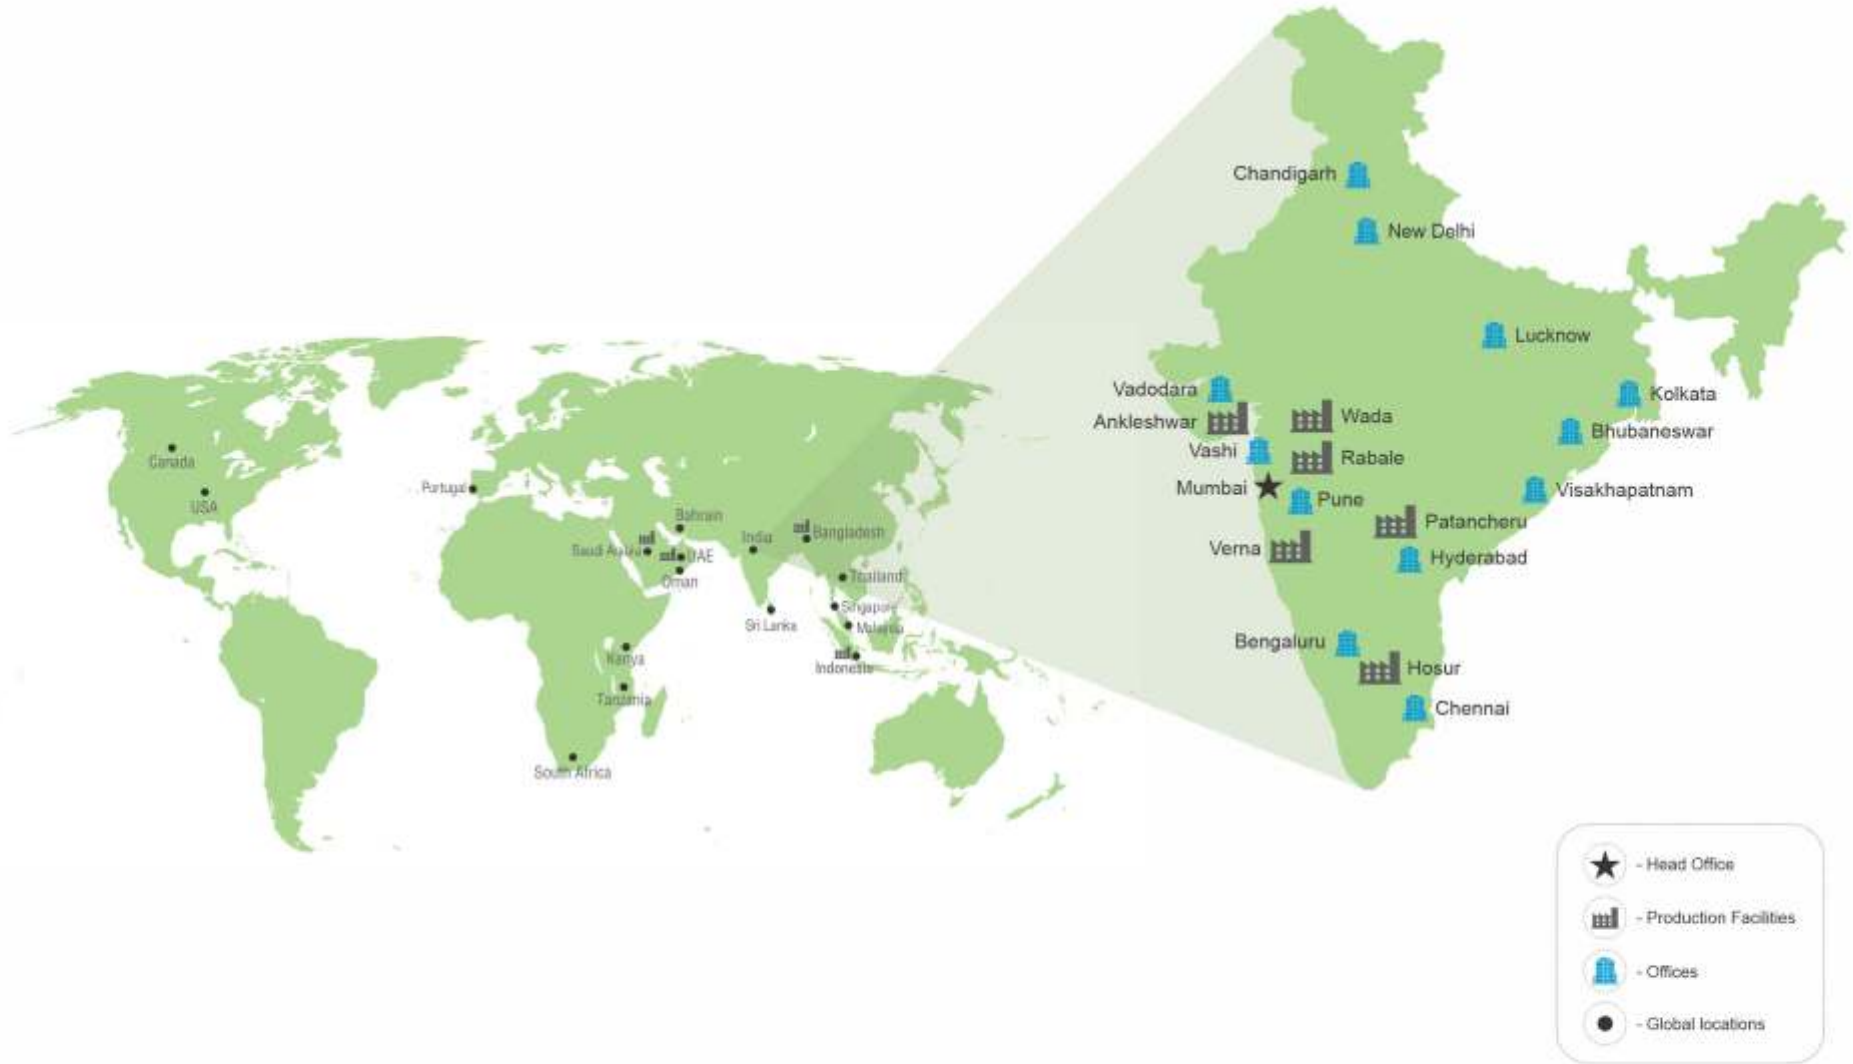 Canada
USA
Portugal
Bahrain
Saudi Arabia
UAE
Oman
India
Bangladesh
Thailand
Singapore
Malaysia
Sri Lanka
Indonesia
Kenya
Tanzania
South Africa
Chandigarh
New Delhi
Lucknow
Vadodara
Kolkata
Ankleshwar
Wada
Bhubaneswar
Vashi
Rabale
Mumbai
Pune
Visakhapatnam
Patancheru
Verna
Hyderabad
Bengaluru
Hosur
Chennai
- Head Office
- Production Facilities
- Offices
- Global locations